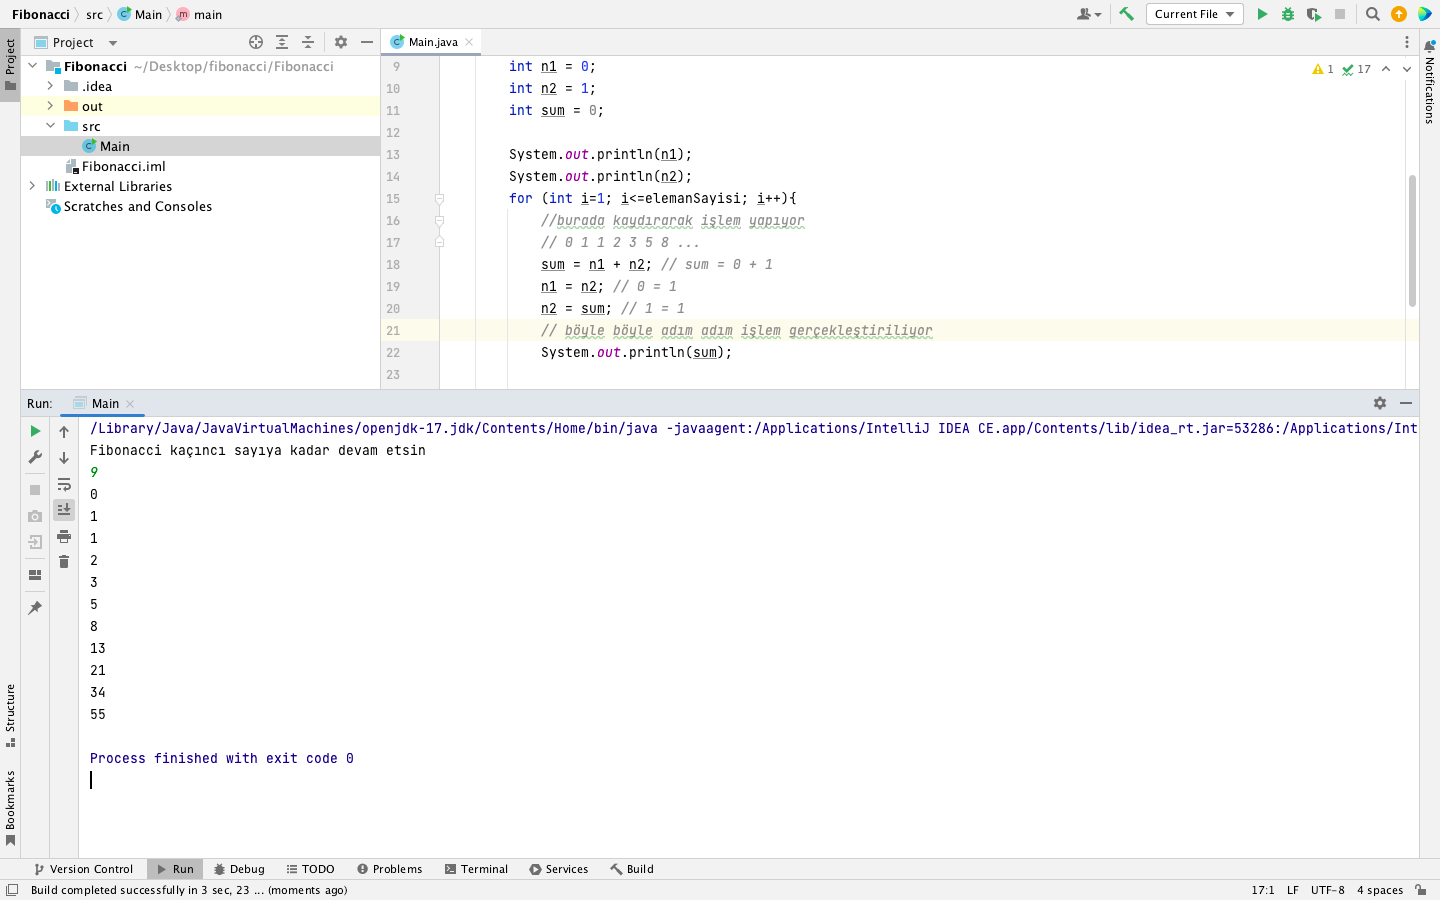 Fibonacci src Main main Current File
Project
Main.java
Project
Fibonacci ~/Desktop/fibonacci/Fibonacci
.idea
out
src
Main
Fibonacci.iml
External Libraries
Scratches and Consoles
9 int n1 = 0;
10 int n2 = 1;
11 int sum = 0;
12
13 System.out.println(n1);
14 System.out.println(n2);
15 for (int i=1; i<=elemanSayisi; i++){
16 //burada kaydırarak işlem yapıyor
17 // 0 1 1 2 3 5 8 ...
18 sum = n1 + n2; // sum = 0 + 1
19 n1 = n2; // 0 = 1
20 n2 = sum; // 1 = 1
21 // böyle böyle adım adım işlem gerçekleştiriliyor
22 System.out.println(sum);
23
1 17
Notifications
Run: Main
/Library/Java/JavaVirtualMachines/openjdk-17.jdk/Contents/Home/bin/java -javaagent:/Applications/IntelliJ IDEA CE.app/Contents/lib/idea_rt.jar=53286:/Applications/Int
Fibonacci kaçıncı sayıya kadar devam etsin
9
0
1
1
2
3
5
8
13
21
34
55
Process finished with exit code 0
Structure
Bookmarks
Version Control Run Debug TODO Problems Terminal Services Build
Build completed successfully in 3 sec, 23 ... (moments ago) 17:1 LF UTF-8 4 spaces